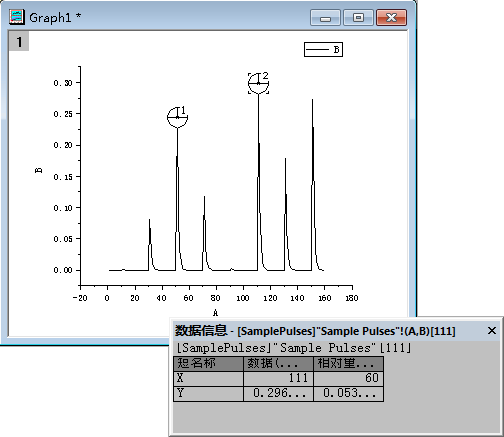 Graph1 *
1
B
0.30
0.25
0.20
0.15
0.10
0.05
0.00
B
1
2
-20 0 20 40 60 80 100 120 140 160 180
A
数据信息 - [SamplePulses]"Sample Pulses"!(A,B)[111]
[SamplePulses]"Sample Pulses"[111]
短名称 数据(... 相对量...
X 111 60
Y 0.296... 0.053...